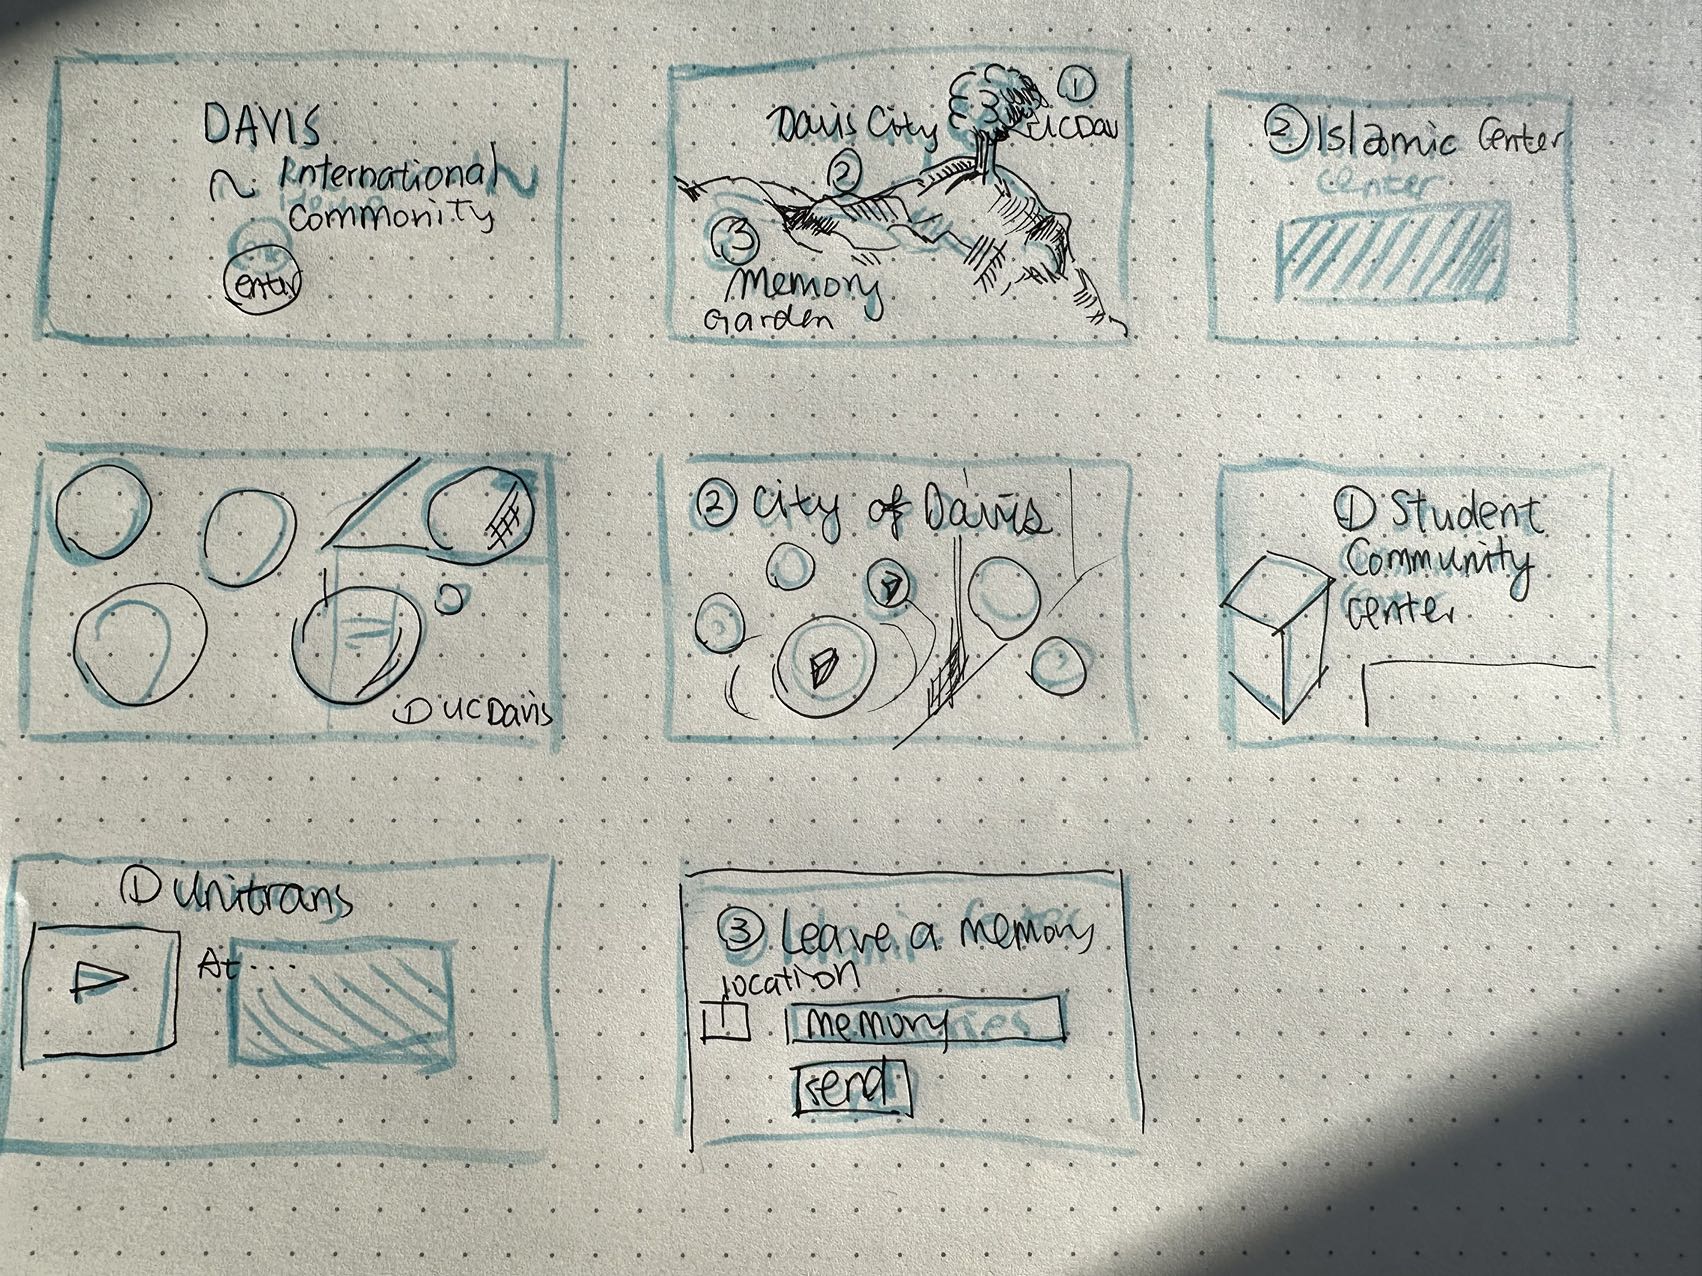 DAVIS
~ International ~
Commonity
enter
①
Davis City
UCDav
②
③
Memory
Garden
② Islamic Center
center
① UCDavis
② City of Davis
① Student
Community
Center
① Unitrans
At...
③ Leave a memory
location
memory
send